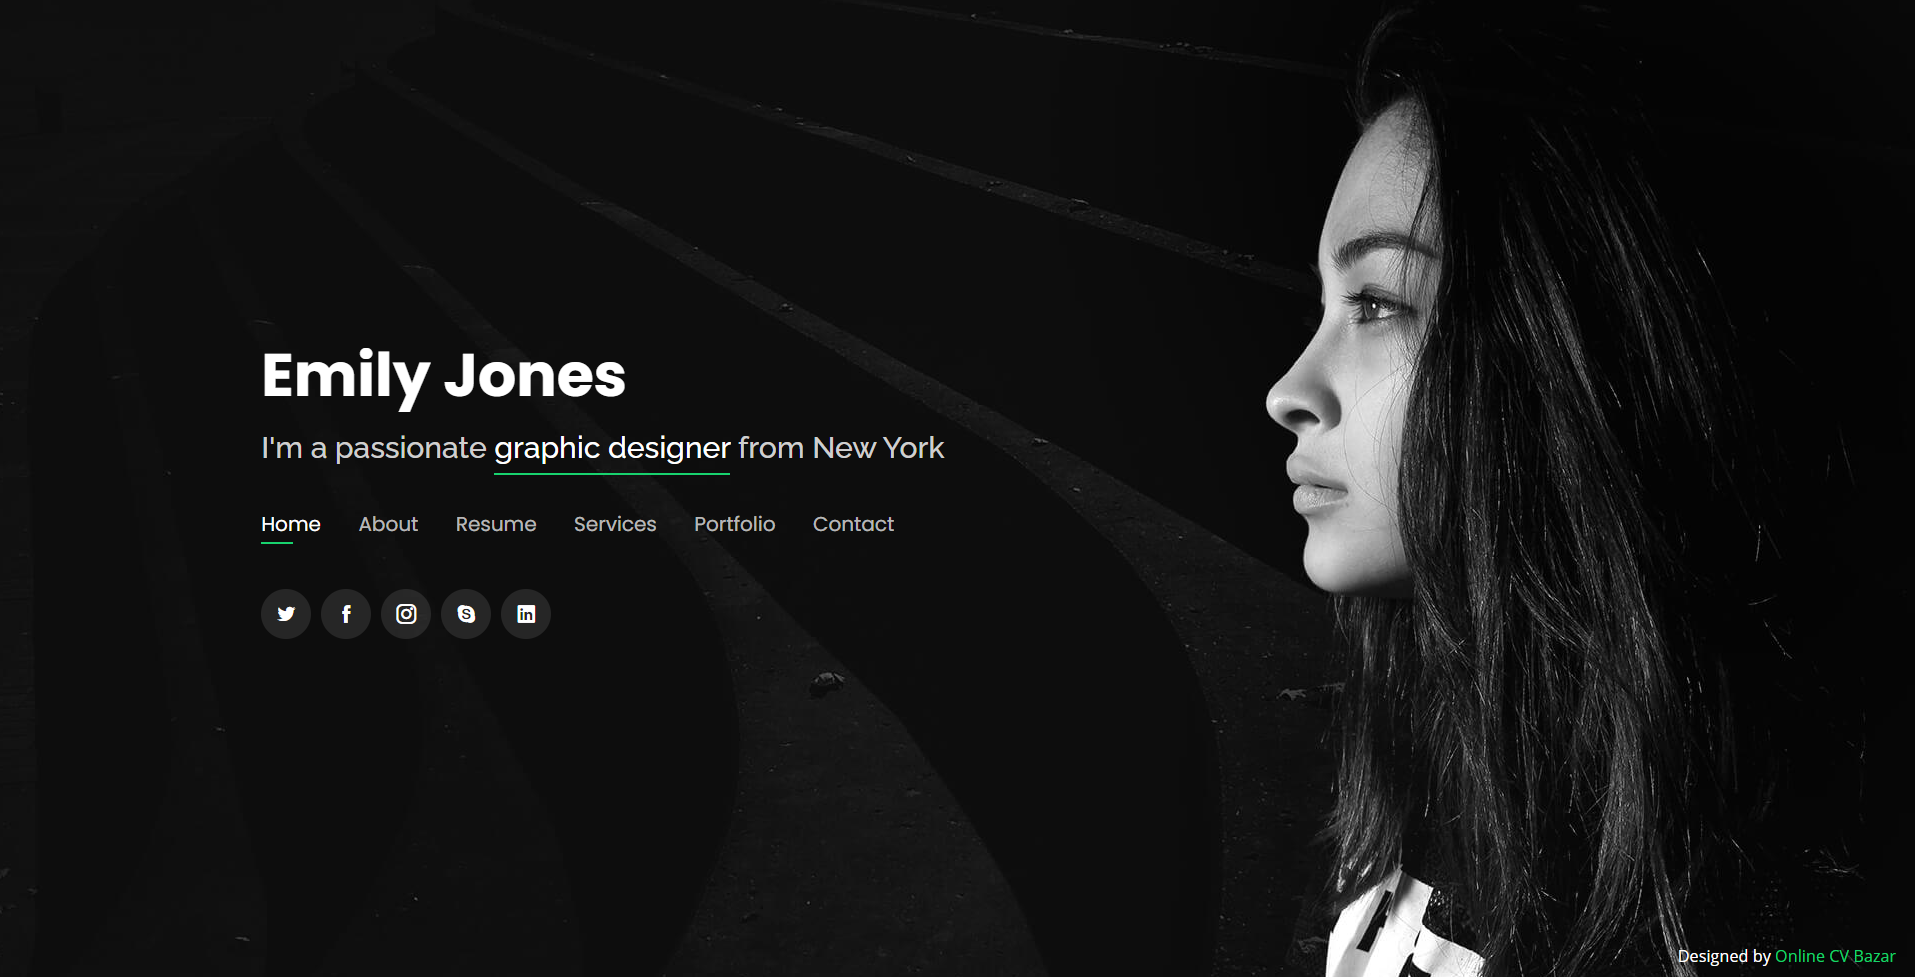 Emily Jones
I'm a passionate graphic designer from New York
Home About Resume Services Portfolio Contact
Designed by Online CV Bazar